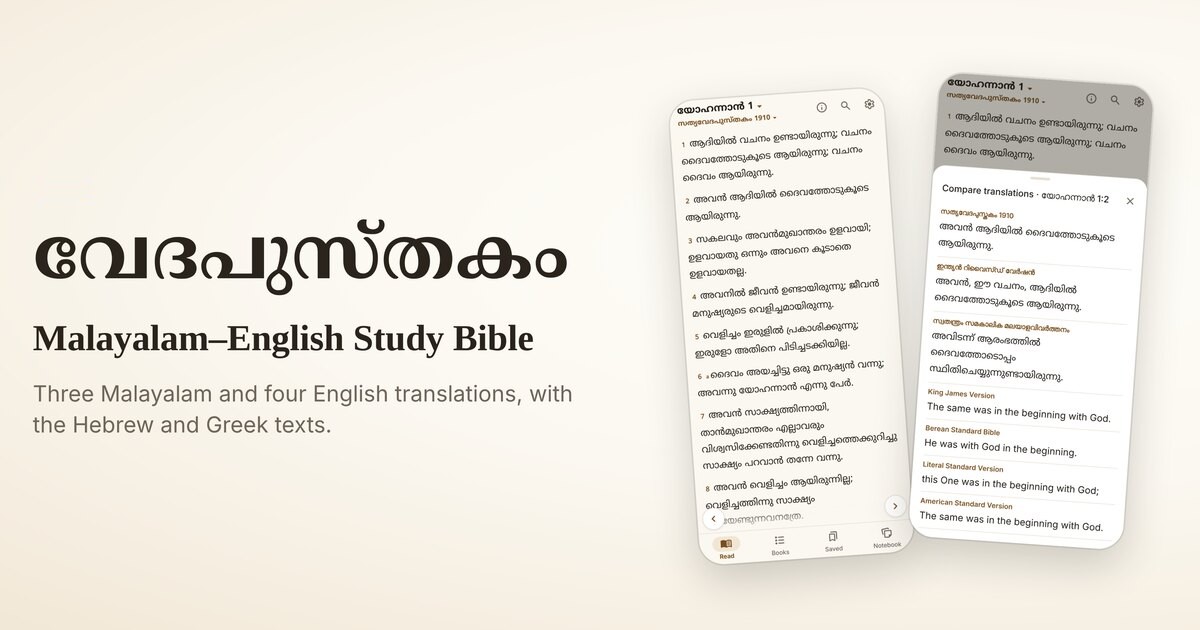 വേദപുസ്തകം
Malayalam–English Study Bible
Three Malayalam and four English translations, with
the Hebrew and Greek texts.
യോഹന്നാൻ 1
സത്യവേദപുസ്തകം 1910
1 ആദിയിൽ വചനം ഉണ്ടായിരുന്നു; വചനം
ദൈവത്തോടുകൂടെ ആയിരുന്നു; വചനം
ദൈവം ആയിരുന്നു.
2 അവൻ ആദിയിൽ ദൈവത്തോടുകൂടെ
ആയിരുന്നു.
3 സകലവും അവൻമുഖാന്തരം ഉളവായി;
ഉളവായതു ഒന്നും അവനെ കൂടാതെ
ഉളവായതല്ല.
4 അവനിൽ ജീവൻ ഉണ്ടായിരുന്നു; ജീവൻ
മനുഷ്യരുടെ വെളിച്ചമായിരുന്നു.
5 വെളിച്ചം ഇരുളിൽ പ്രകാശിക്കുന്നു;
ഇരുളോ അതിനെ പിടിച്ചടക്കിയില്ല.
6 ദൈവം അയച്ചിട്ടു ഒരു മനുഷ്യൻ വന്നു;
അവന്നു യോഹന്നാൻ എന്നു പേർ.
7 അവൻ സാക്ഷ്യത്തിന്നായി,
താൻമുഖാന്തരം എല്ലാവരും
വിശ്വസിക്കേണ്ടതിന്നു വെളിച്ചത്തെക്കുറിച്ചു
സാക്ഷ്യം പറവാൻ തന്നേ വന്നു.
8 അവൻ വെളിച്ചം ആയിരുന്നില്ല;
വെളിച്ചത്തിന്നു സാക്ഷ്യം
Read
Books
Saved
Notebook
യോഹന്നാൻ 1
സത്യവേദപുസ്തകം 1910
1 ആദിയിൽ വചനം ഉണ്ടായിരുന്നു; വചനം
ദൈവത്തോടുകൂടെ ആയിരുന്നു; വചനം
ദൈവം ആയിരുന്നു.
Compare translations · യോഹന്നാൻ 1:2
സത്യവേദപുസ്തകം 1910
അവൻ ആദിയിൽ ദൈവത്തോടുകൂടെ
ആയിരുന്നു.
ഇന്ത്യൻ റിവൈസ്ഡ് വേർഷൻ
അവൻ, ഈ വചനം, ആദിയിൽ
ദൈവത്തോടുകൂടെ ആയിരുന്നു.
സ്വതന്ത്രം സമകാലിക മലയാളവിവർത്തനം
അവിടന്ന് ആരംഭത്തിൽ
ദൈവത്തോടൊപ്പം
സ്ഥിതിചെയ്യുന്നുണ്ടായിരുന്നു.
King James Version
The same was in the beginning with God.
Berean Standard Bible
He was with God in the beginning.
Literal Standard Version
this One was in the beginning with God;
American Standard Version
The same was in the beginning with God.